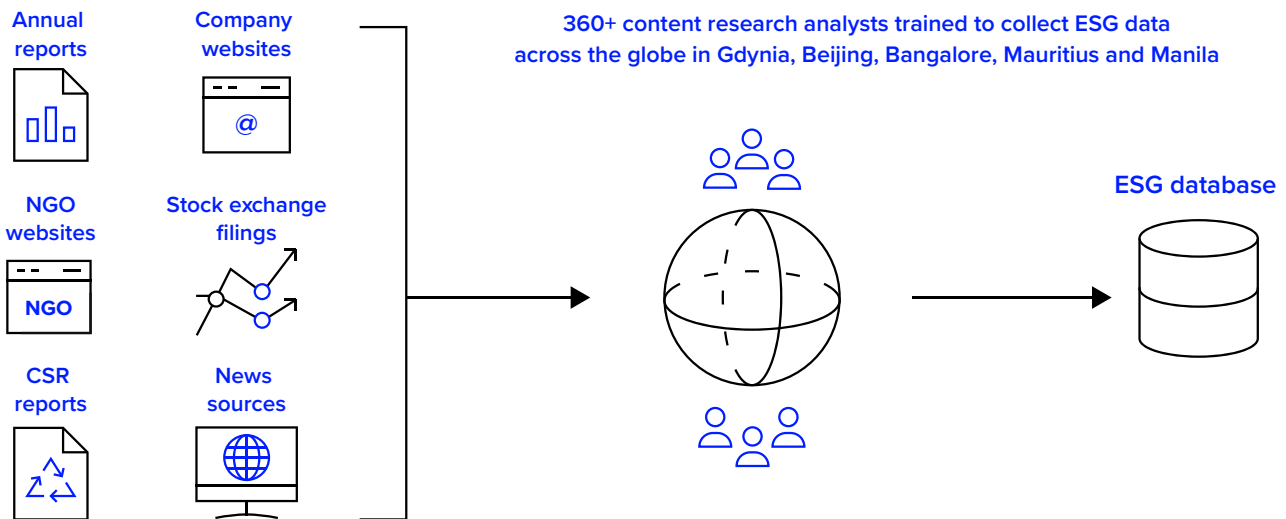 Annual
reports
Company
websites
360+ content research analysts trained to collect ESG data
across the globe in Gdynia, Beijing, Bangalore, Mauritius and Manila
@
NGO
websites
Stock exchange
filings
ESG database
NGO
CSR
reports
News
sources